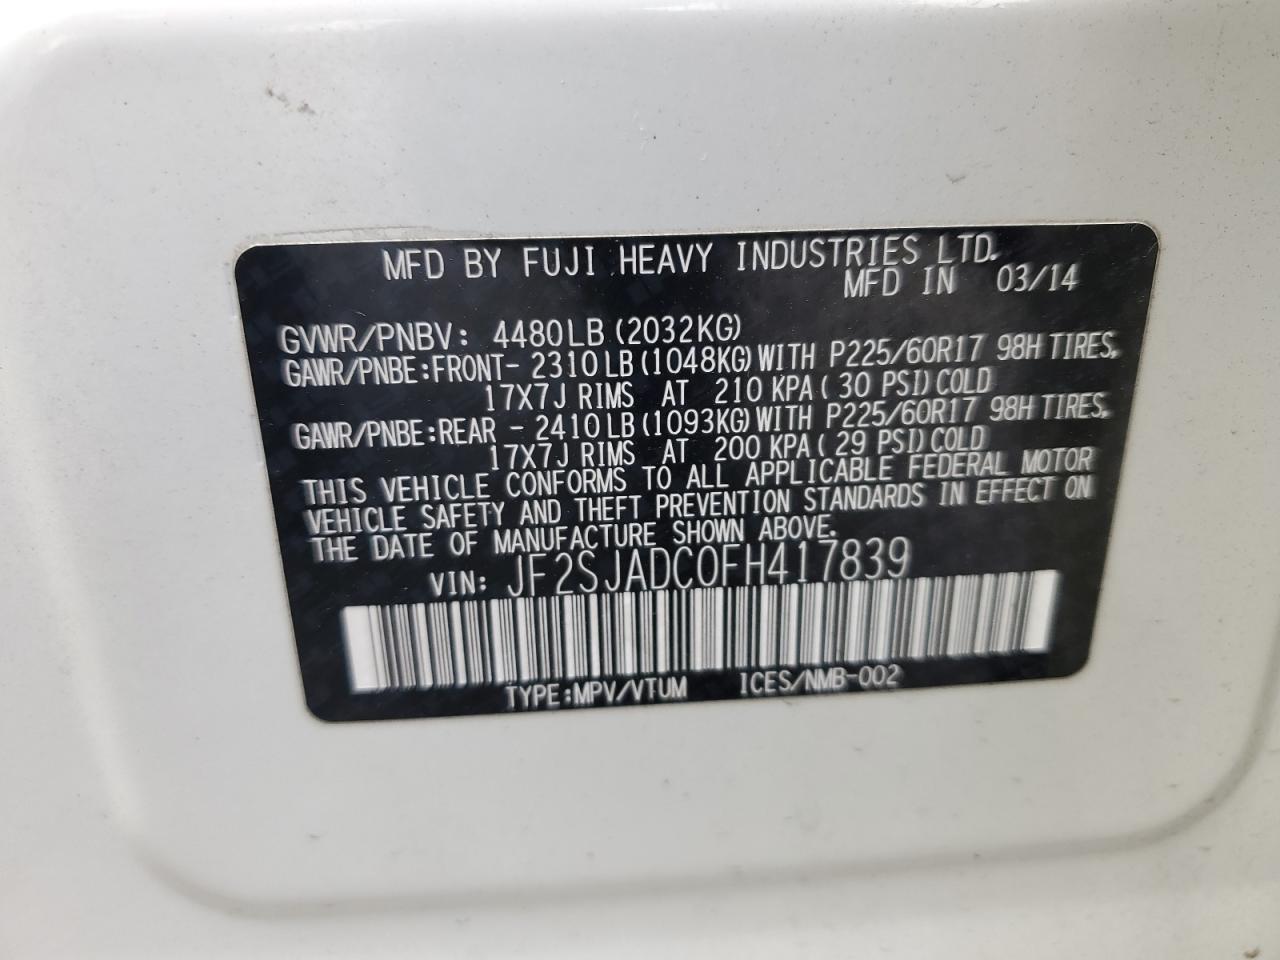 MFD BY FUJI HEAVY INDUSTRIES LTD.
MFD IN 03/14
GVWR/PNBV: 4480LB(2032KG)
GAWR/PNBE:FRONT- 2310LB(1048KG)WITH P225/60R17 98H TIRES,
17X7J RIMS AT 210 KPA( 30 PSI)COLD
GAWR/PNBE:REAR - 2410LB(1093KG)WITH P225/60R17 98H TIRES,
17X7J RIMS AT 200 KPA( 29 PSI)COLD
THIS VEHICLE CONFORMS TO ALL APPLICABLE FEDERAL MOTOR
VEHICLE SAFETY AND THEFT PREVENTION STANDARDS IN EFFECT ON
THE DATE OF MANUFACTURE SHOWN ABOVE.
VIN: JF2SJADC0FH417839
TYPE:MPV/VTUM ICES/NMB-002